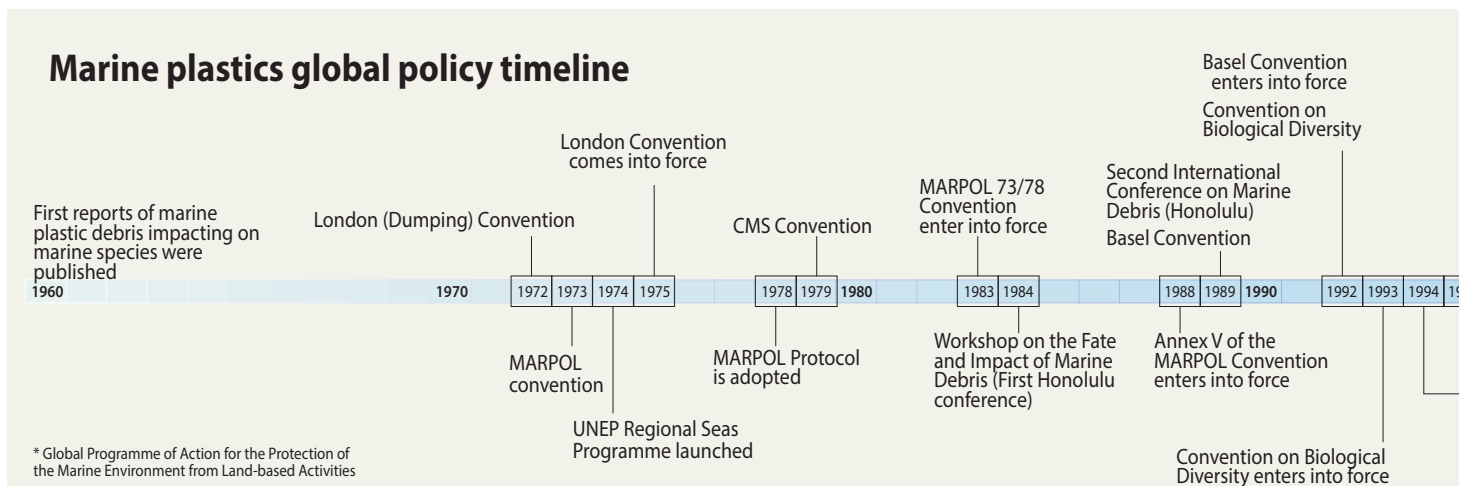 Marine plastics global policy timeline
First reports of marine
plastic debris impacting on
marine species were
published
London (Dumping) Convention
London Convention
comes into force
CMS Convention
MARPOL 73/78
Convention
enter into force
Second International
Conference on Marine
Debris (Honolulu)
Basel Convention
Basel Convention
enters into force
Convention on
Biological Diversity
1960
1970
1972
1973
1974
1975
1978
1979
1980
1983
1984
1988
1989
1990
1992
1993
1994
MARPOL
convention
UNEP Regional Seas
Programme launched
MARPOL Protocol
is adopted
Workshop on the Fate
and Impact of Marine
Debris (First Honolulu
conference)
Annex V of the
MARPOL Convention
enters into force
Convention on Biological
Diversity enters into force
* Global Programme of Action for the Protection of
the Marine Environment from Land-based Activities